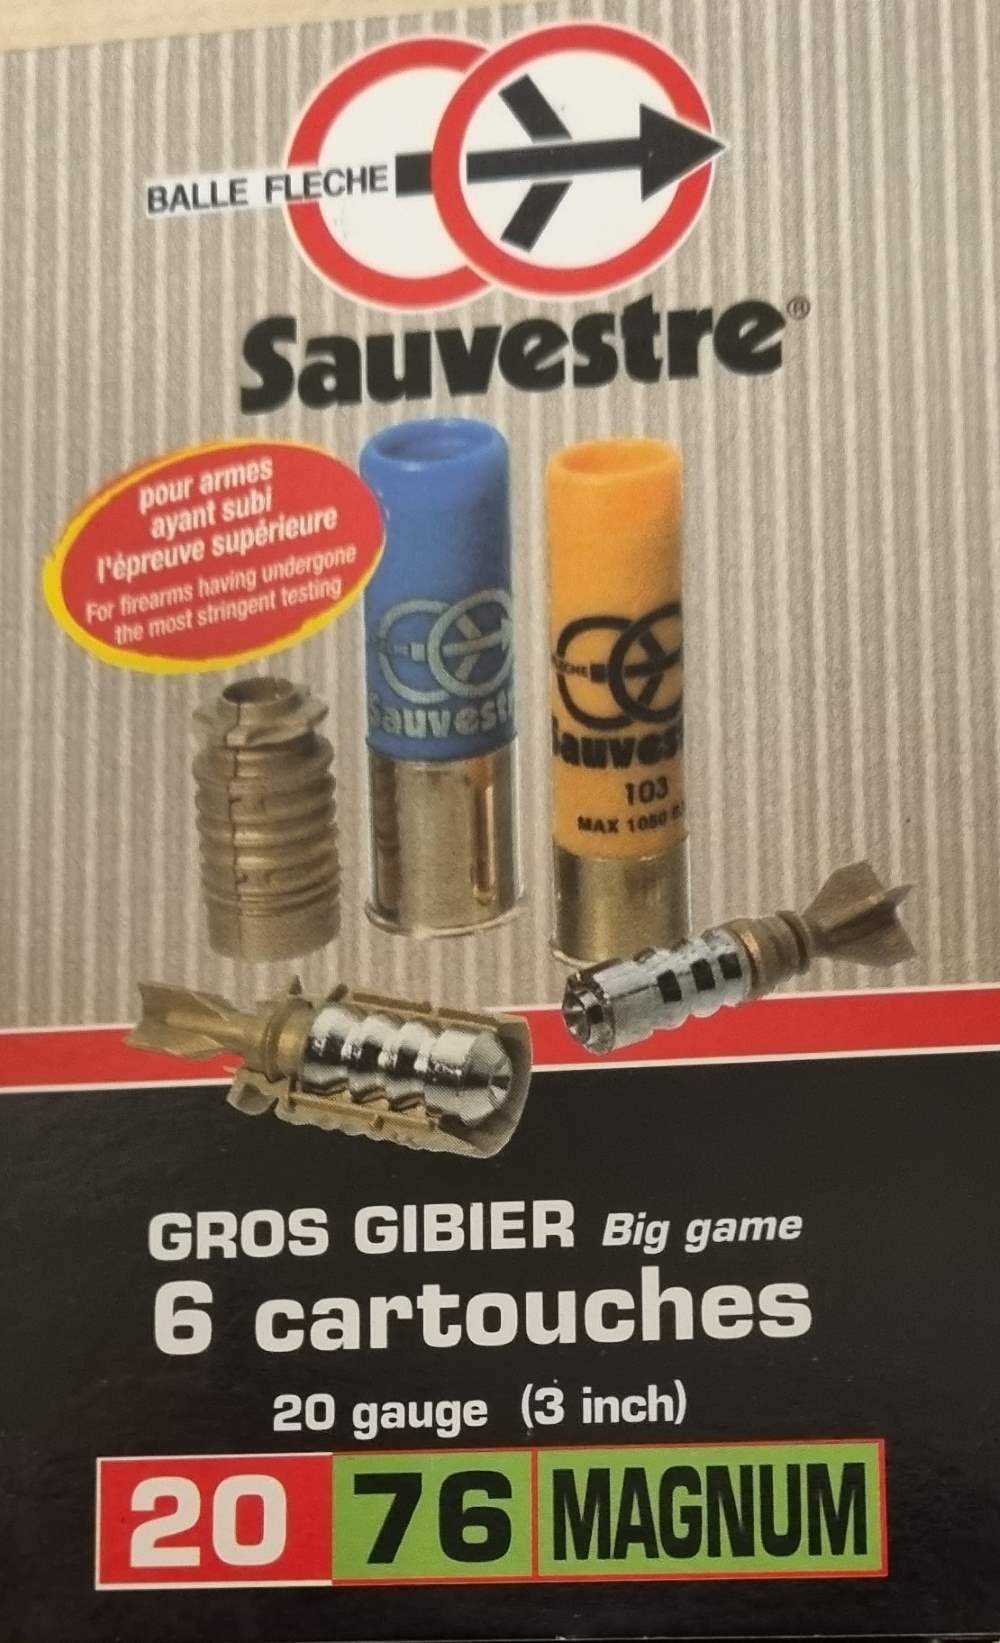 BALLE FLECHE
Sauvestre®
pour armes
ayant subi
l'épreuve supérieure
For firearms having undergone
the most stringent testing
Sauvestre
103
MAX 1050
GROS GIBIER Big game
6 cartouches
20 gauge (3 inch)
20 76 MAGNUM